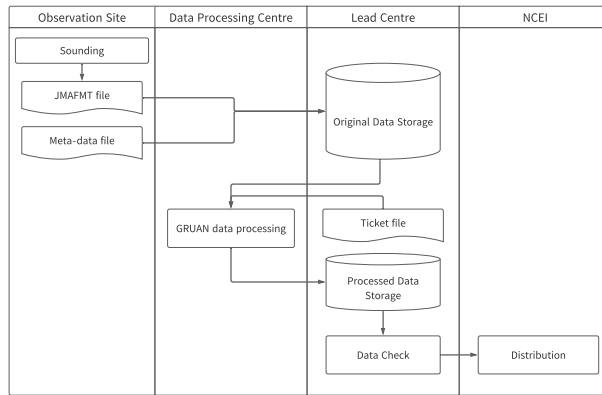 Observation Site
Data Processing Centre
Lead Centre
NCEI
Sounding
JMAFMT file
Meta-data file
Original Data Storage
GRUAN data processing
Ticket file
Processed Data
Storage
Data Check
Distribution